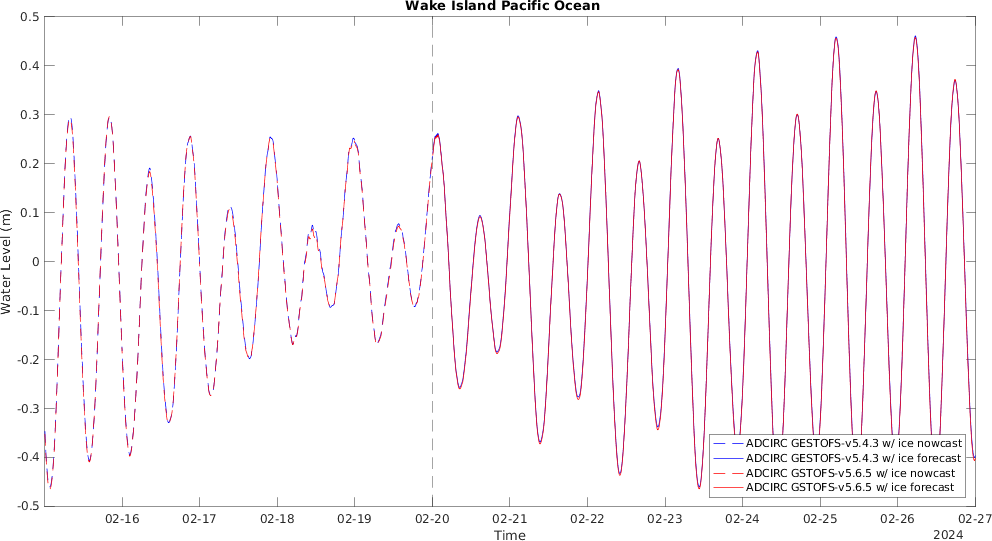 Wake Island Pacific Ocean
Water Level (m)
0.5
0.4
0.3
0.2
0.1
0
-0.1
-0.2
-0.3
-0.4
-0.5
ADCIRC GESTOFS-v5.4.3 w/ ice nowcast
ADCIRC GESTOFS-v5.4.3 w/ ice forecast
ADCIRC GSTOFS-v5.6.5 w/ ice nowcast
ADCIRC GSTOFS-v5.6.5 w/ ice forecast
02-16 02-17 02-18 02-19 02-20 02-21 02-22 02-23 02-24 02-25 02-26 02-27
Time
2024